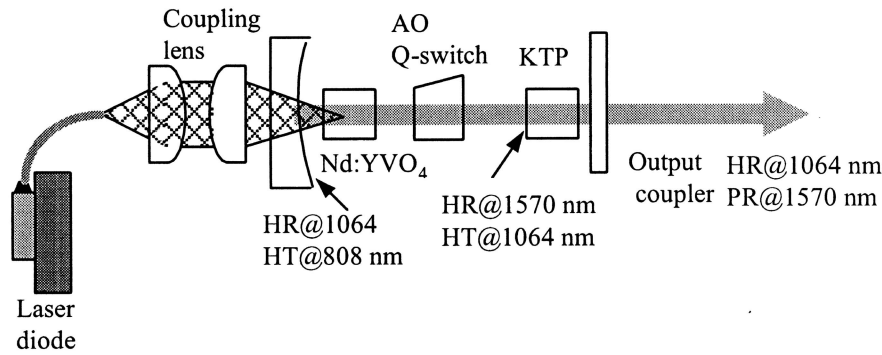 Coupling
lens
AO
Q-switch
KTP
Nd:YVO₄
HR@1064
HT@808 nm
HR@1570 nm
HT@1064 nm
Output
coupler
HR@1064 nm
PR@1570 nm
Laser
diode